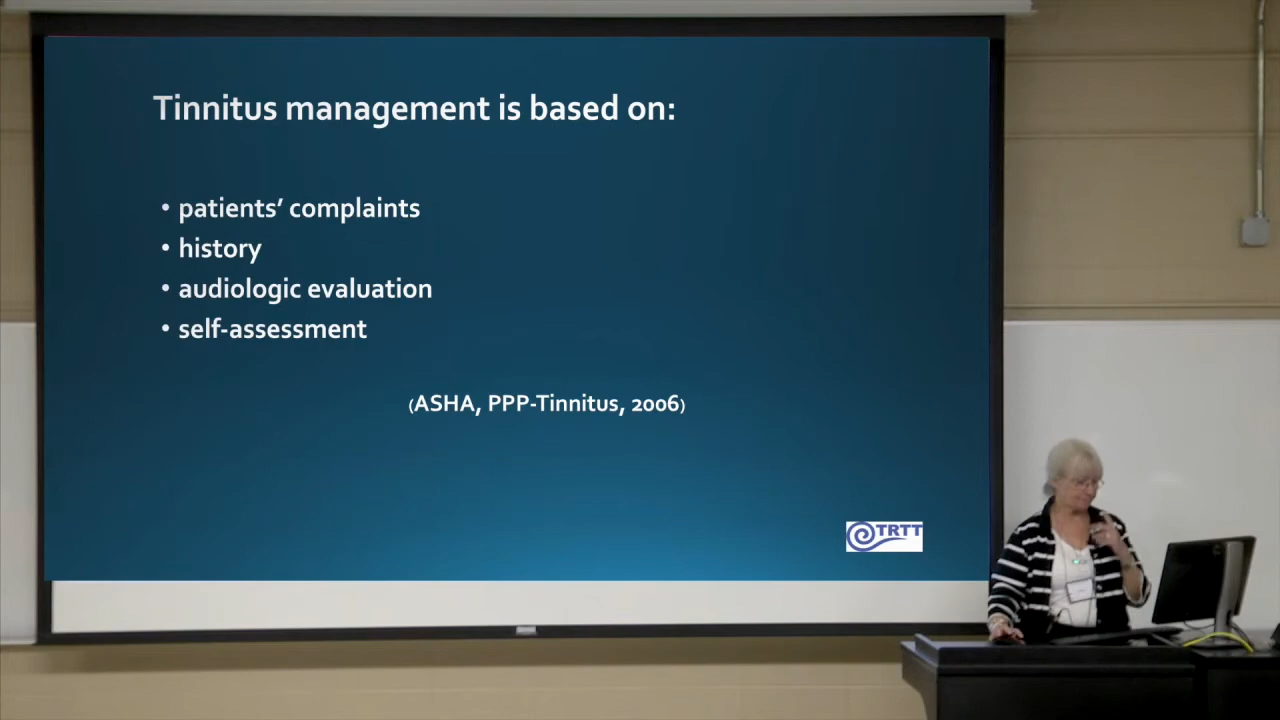 Tinnitus management is based on:
• patients’ complaints
• history
• audiologic evaluation
• self-assessment
(ASHA, PPP-Tinnitus, 2006)
TRTT